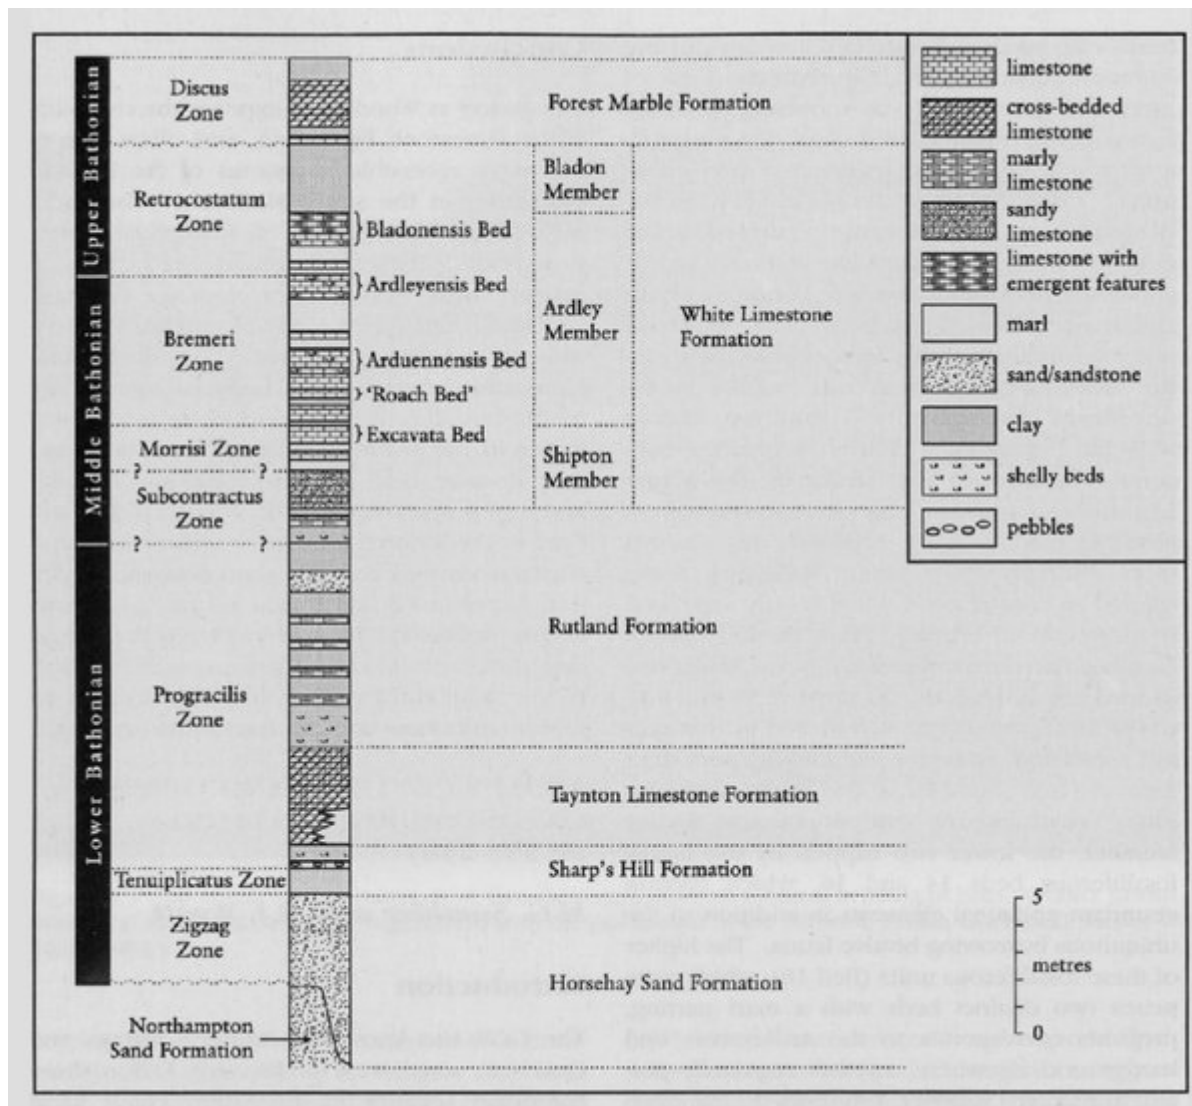 Upper Bathonian
Middle Bathonian
Lower Bathonian
Discus
Zone
Retrocostatum
Zone
Bremeri
Zone
Morrisi Zone
? ?
Subcontractus
Zone
? ?
Progracilis
Zone
Tenuiplicatus Zone
Zigzag
Zone
Northampton
Sand Formation
Bladonensis Bed
Ardleyensis Bed
Arduennensis Bed
'Roach Bed'
Excavata Bed
Forest Marble Formation
Bladon
Member
Ardley
Member
Shipton
Member
White Limestone
Formation
Rutland Formation
Taynton Limestone Formation
Sharp's Hill Formation
Horsehay Sand Formation
limestone
cross-bedded
limestone
marly
limestone
sandy
limestone
limestone with
emergent features
marl
sand/sandstone
clay
shelly beds
pebbles
5
metres
0